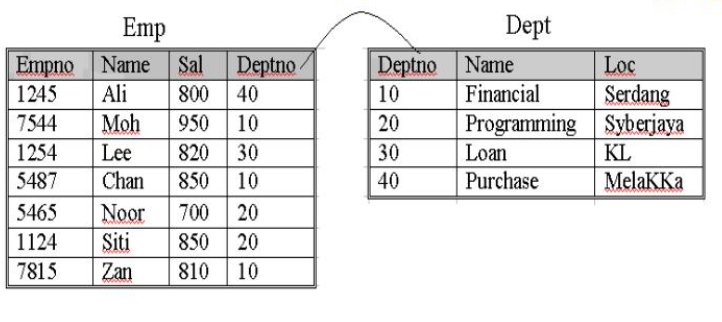 Emp
Empno Name Sal Deptno
1245 Ali 800 40
7544 Moh 950 10
1254 Lee 820 30
5487 Chan 850 10
5465 Noor 700 20
1124 Siti 850 20
7815 Zan 810 10
Dept
Deptno Name Loc
10 Financial Serdang
20 Programming Syberjaya
30 Loan KL
40 Purchase MelaKKa